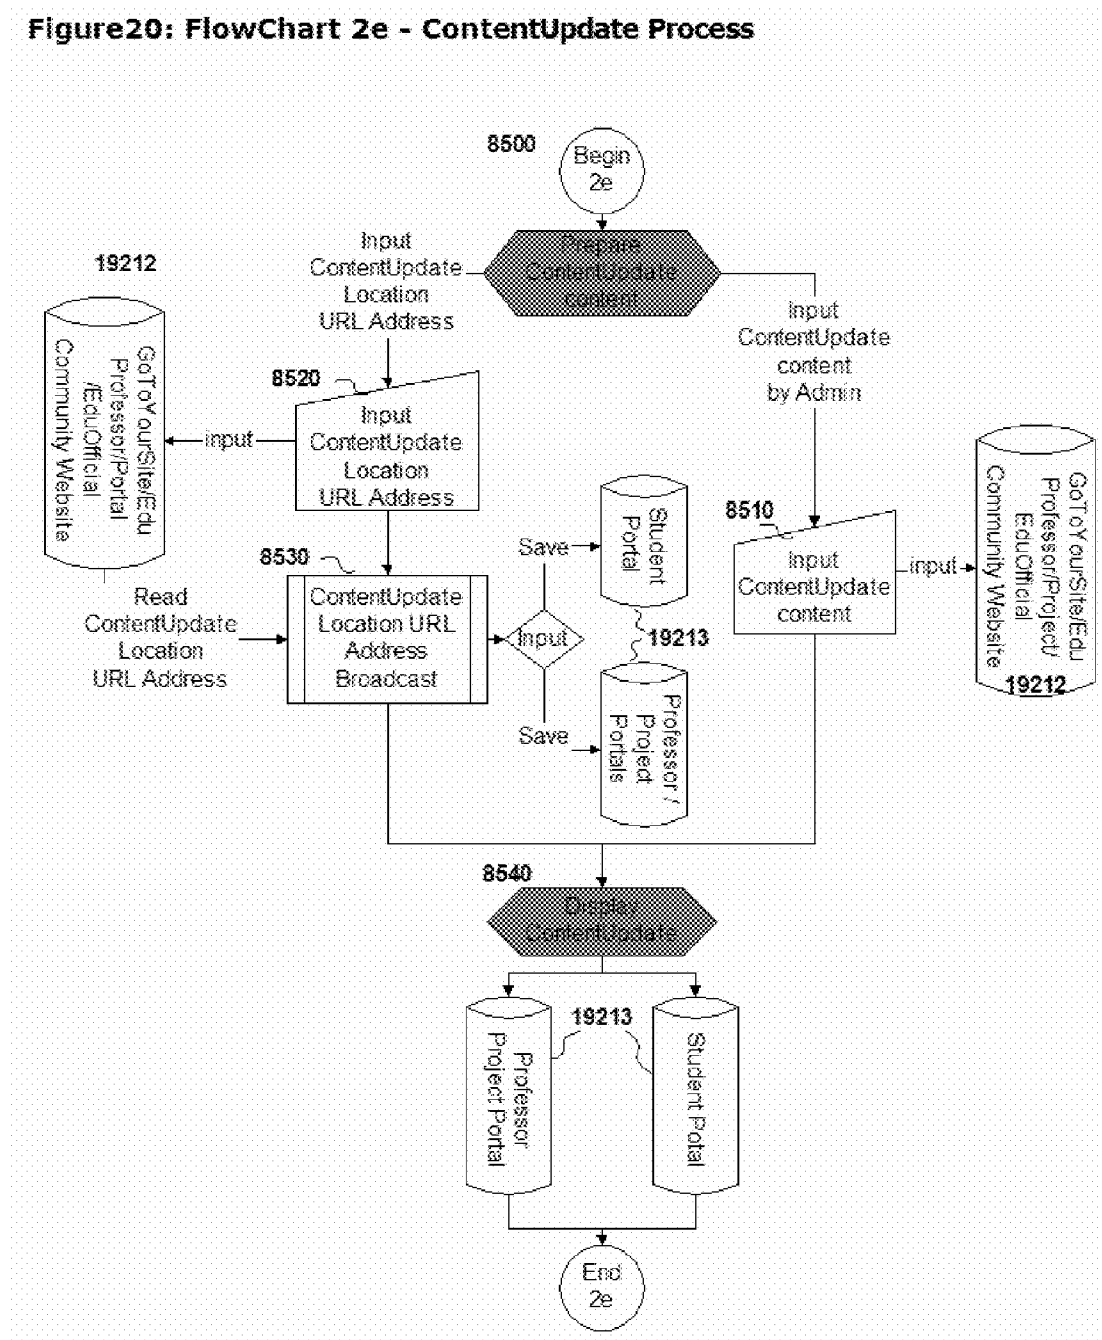 Figure20: FlowChart 2e - ContentUpdate Process
8500
Begin
2e
Prepare
ContentUpdate
content
Input
ContentUpdate
Location
URL Address
19212
GoToYourSite/Edu
Professor/Portal
/EduOfficial
Community Website
8520
Input
ContentUpdate
Location
URL Address
input
Input
ContentUpdate
content
by Admin
8510
Input
ContentUpdate
content
input
GoToYourSite/Edu
Professor/Project/
EduOfficial
Community Website
19212
8530
Read
ContentUpdate
Location
URL Address
ContentUpdate
Location URL
Address
Broadcast
Input
Save
Student
Portal
19213
Save
Professor /
Project
Portals
8540
Display
ContentUpdate
19213
Professor
Project Portal
Student Potal
End
2e